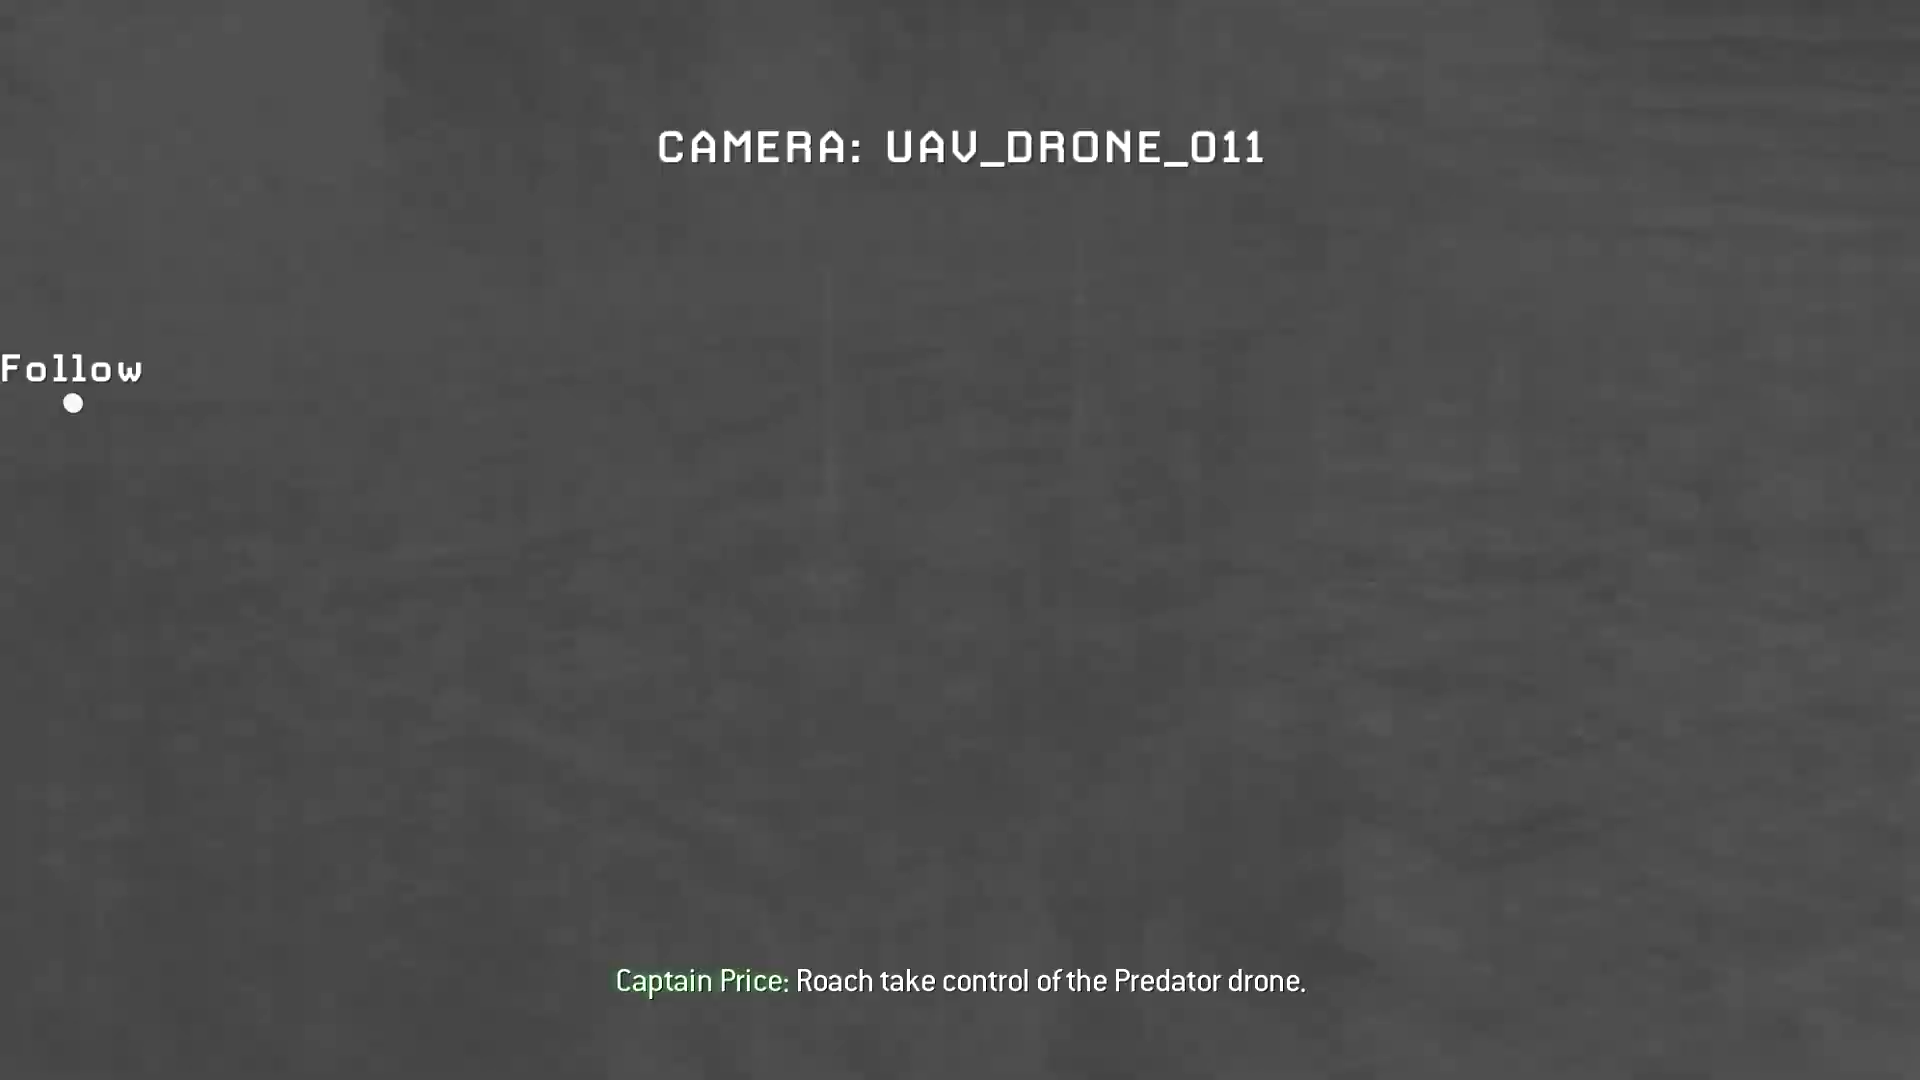 CAMERA: UAV_DRONE_011
Follow
Captain Price: Roach take control of the Predator drone.